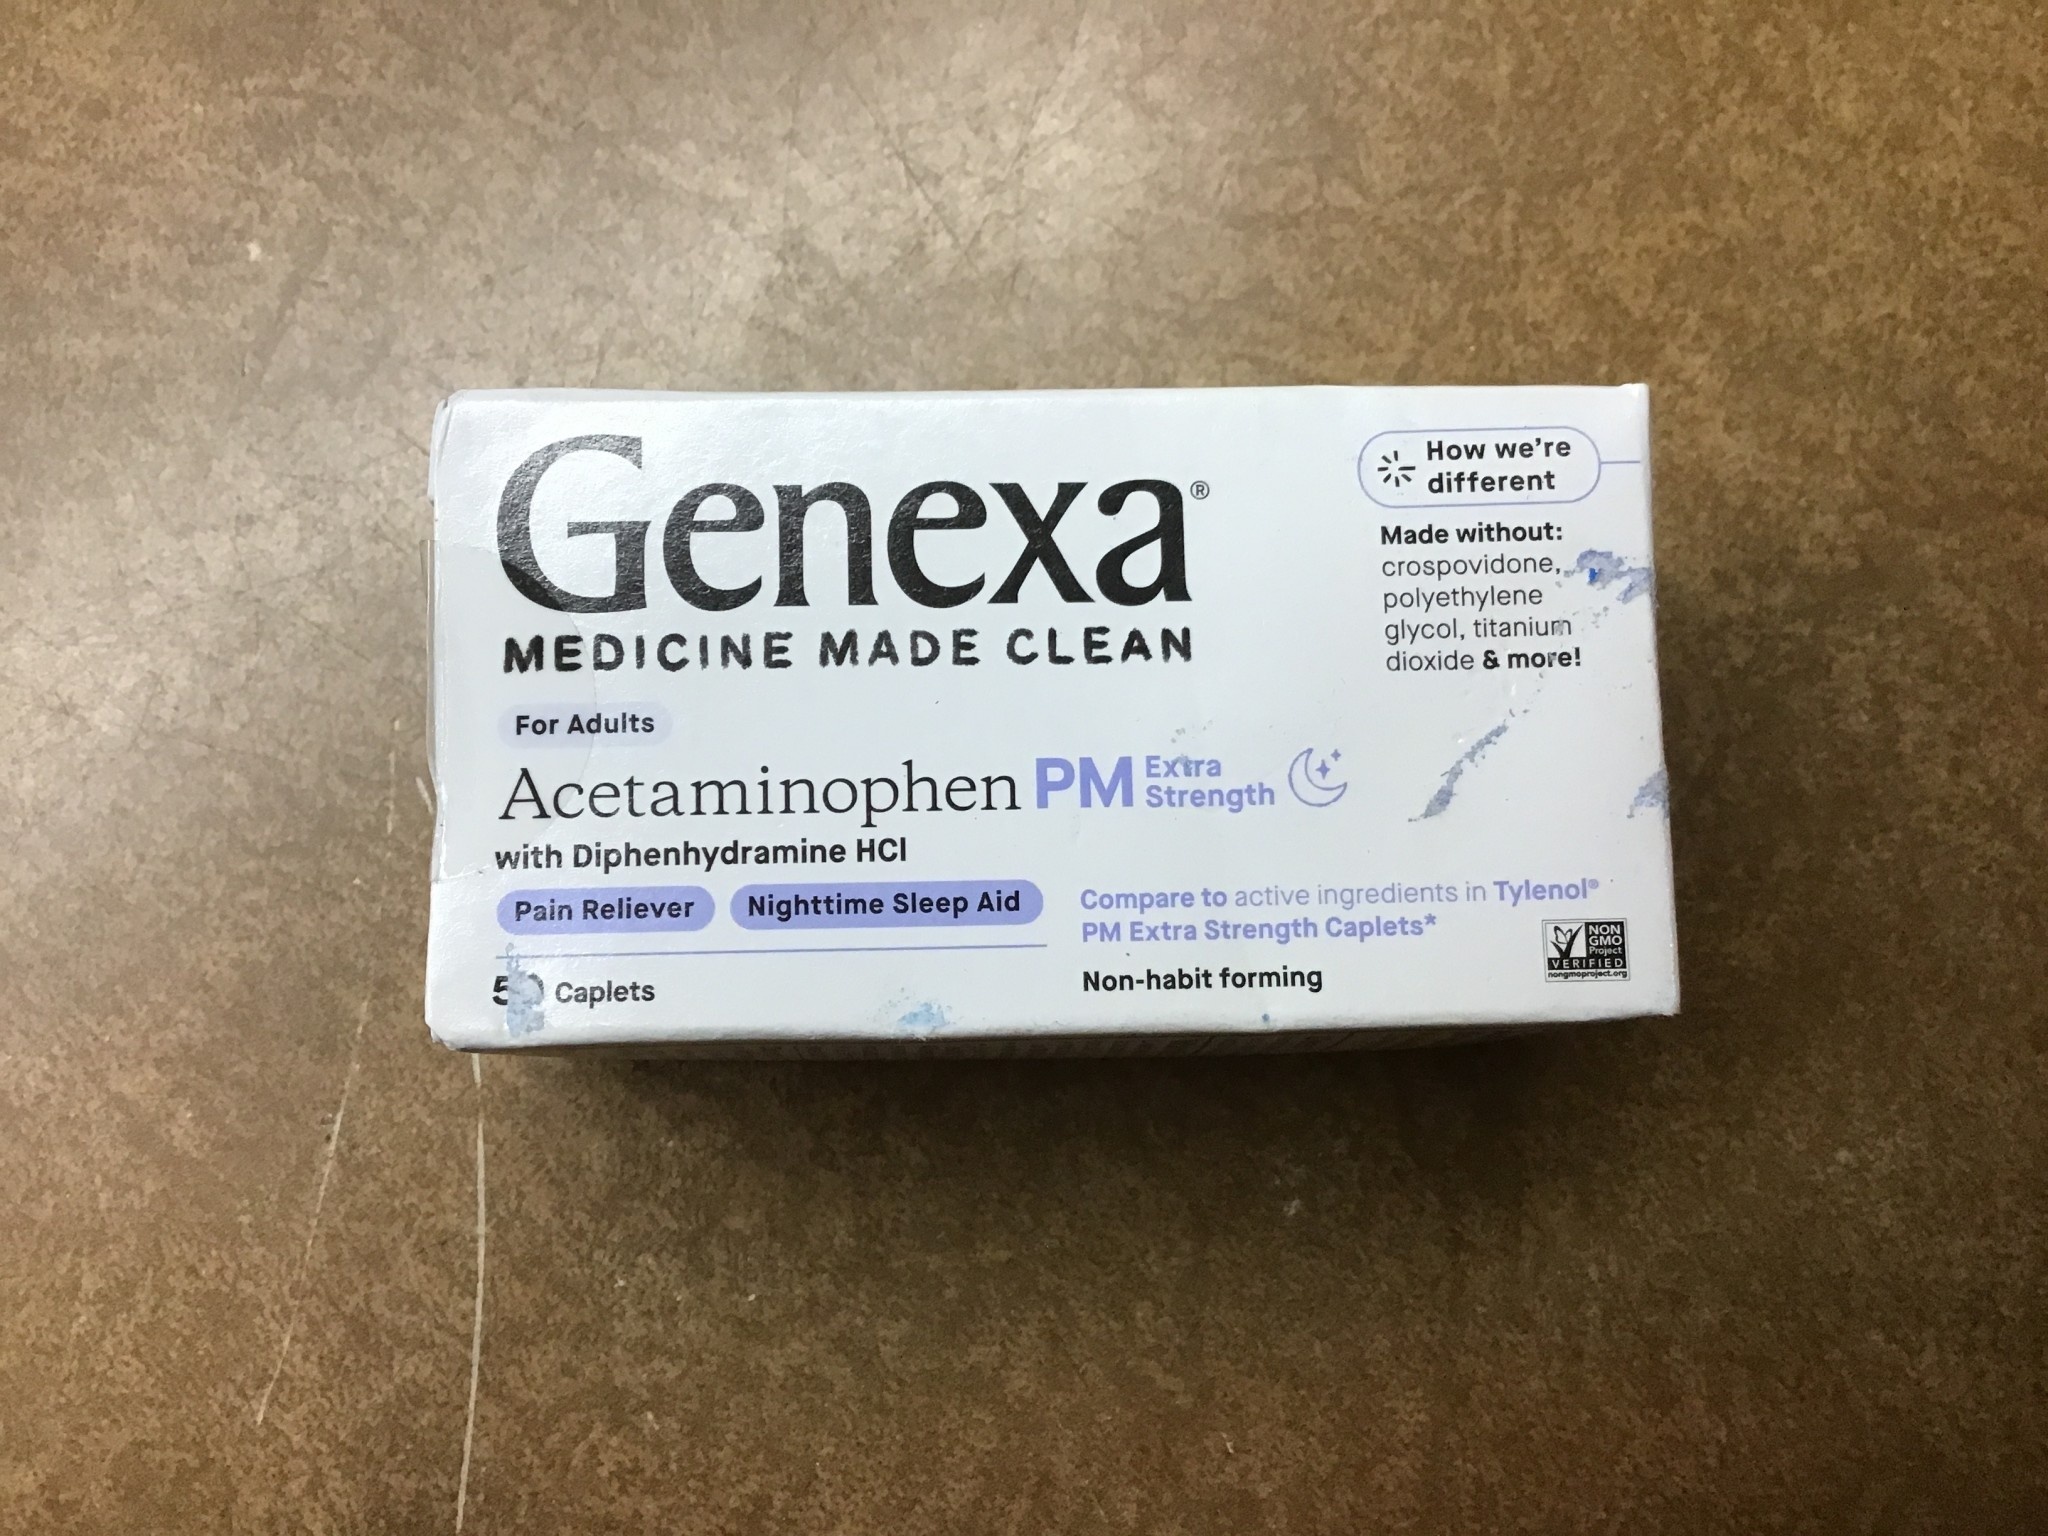 Genexa®
MEDICINE MADE CLEAN
For Adults
Acetaminophen PM Extra
Strength
with Diphenhydramine HCl
Pain Reliever Nighttime Sleep Aid
50 Caplets
How we're
different
Made without:
crospovidone,
polyethylene
glycol, titanium
dioxide & more!
Compare to active ingredients in Tylenol®
PM Extra Strength Caplets*
Non-habit forming
NON
GMO
Project
VERIFIED
nongmoproject.org